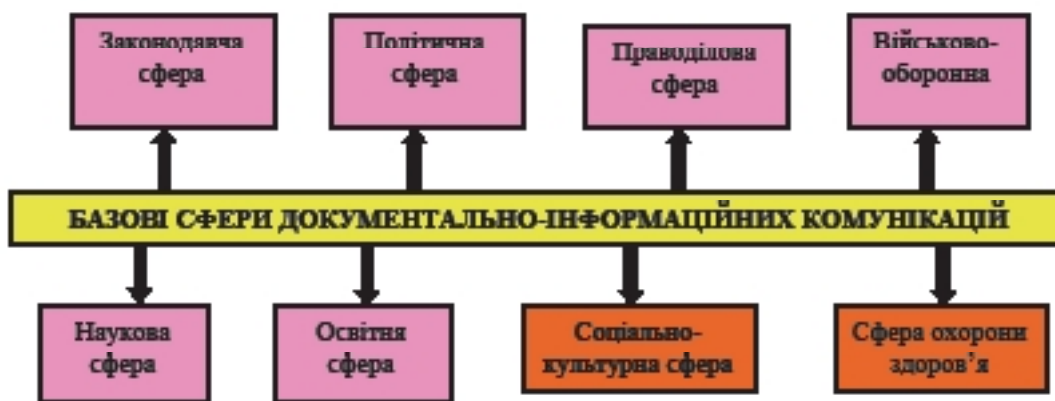 Законодавча
сфера
Політична
сфера
Праводілова
сфера
Військово-
оборонна
БАЗОВІ СФЕРИ ДОКУМЕНТАЛЬНО-ІНФОРМАЦІЙНИХ КОМУНІКАЦІЙ
Наукова
сфера
Освітня
сфера
Соціально-
культурна сфера
Сфера охорони
здоров’я